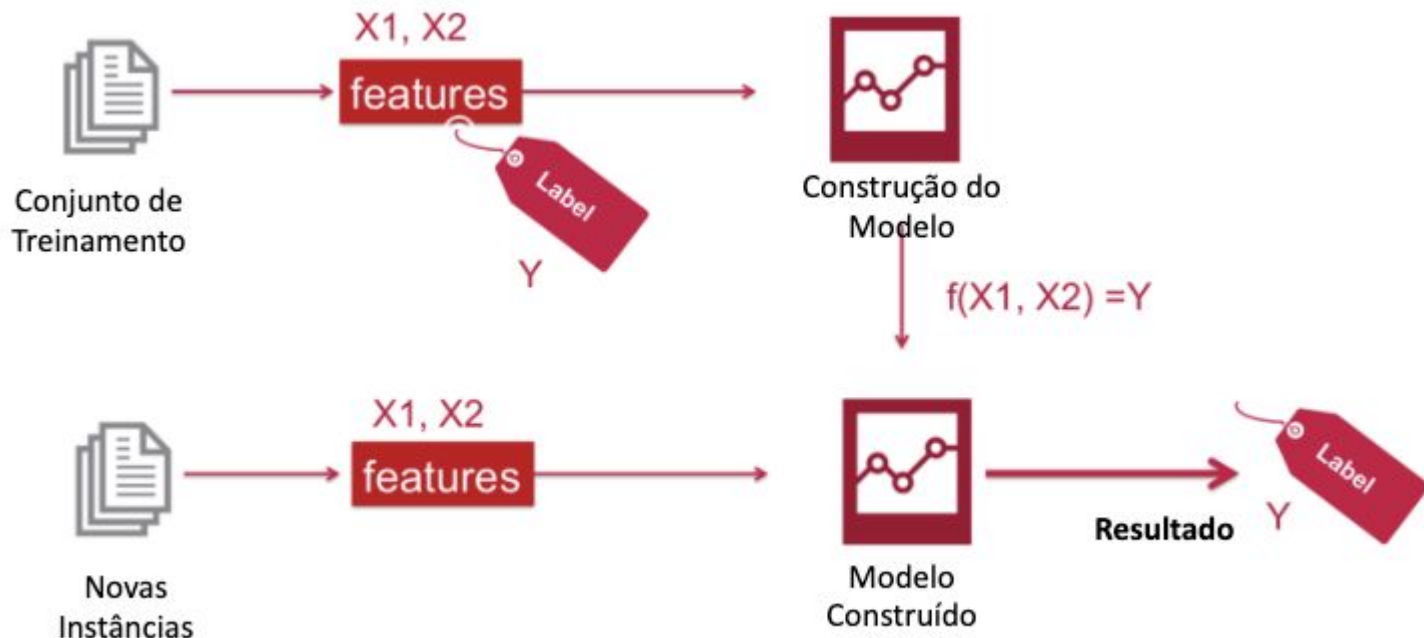 X1, X2
features
Label
Y
Conjunto de
Treinamento
Construção do
Modelo
f(X1, X2) =Y
X1, X2
features
Label
Y
Resultado
Novas
Instâncias
Modelo
Construído